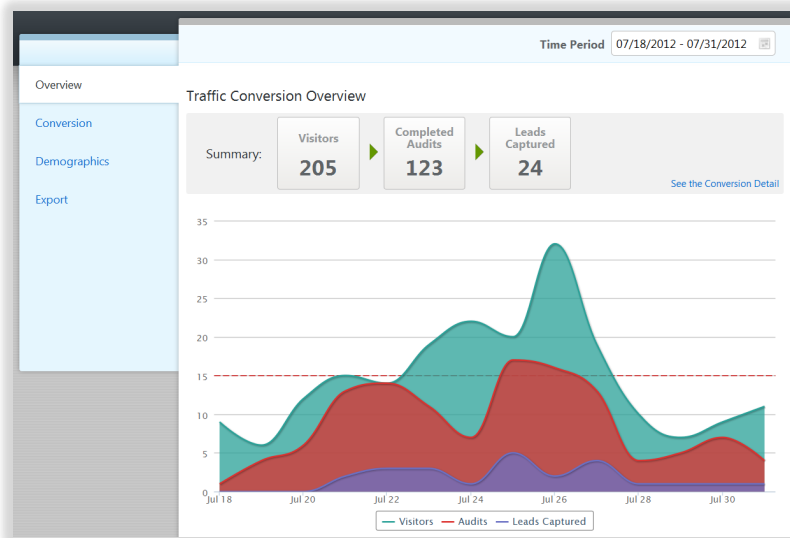 Time Period 07/18/2012 - 07/31/2012
Overview
Conversion
Demographics
Export
Traffic Conversion Overview
Summary:
Visitors
205
Completed
Audits
123
Leads
Captured
24
See the Conversion Detail
35
30
25
20
15
10
5
0
Jul 18 Jul 20 Jul 22 Jul 24 Jul 26 Jul 28 Jul 30
Visitors Audits Leads Captured